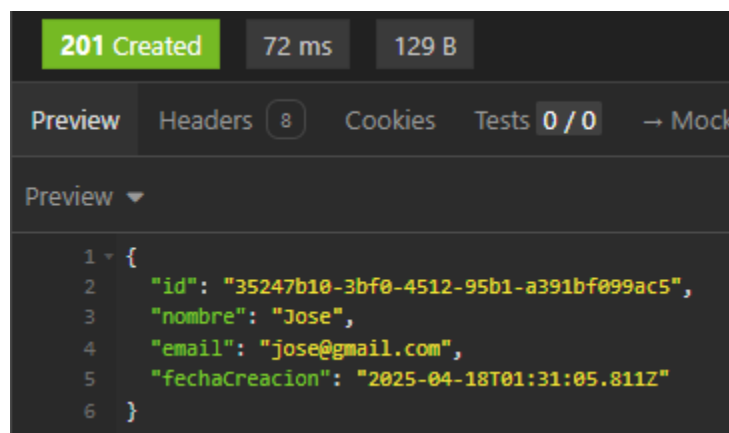 201 Created 72 ms 129 B
Preview Headers 8 Cookies Tests 0 / 0 → Mock
Preview
1 {
2 "id": "35247b10-3bf0-4512-95b1-a391bf099ac5",
3 "nombre": "Jose",
4 "email": "jose@gmail.com",
5 "fechaCreacion": "2025-04-18T01:31:05.811Z"
6 }